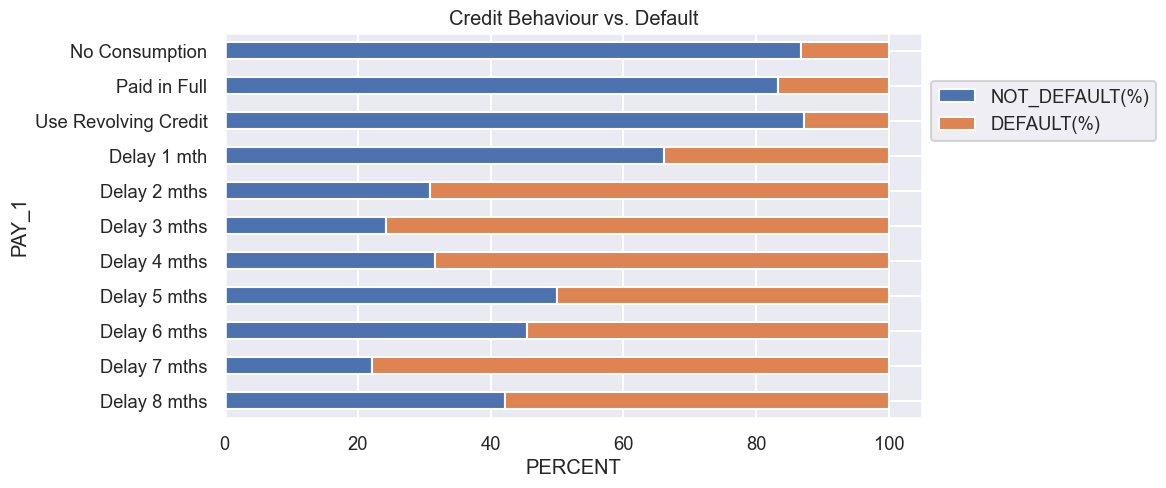 Credit Behaviour vs. Default
No Consumption
Paid in Full
Use Revolving Credit
Delay 1 mth
Delay 2 mths
Delay 3 mths
Delay 4 mths
Delay 5 mths
Delay 6 mths
Delay 7 mths
Delay 8 mths
PAY_1
0 20 40 60 80 100
PERCENT
NOT_DEFAULT(%)
DEFAULT(%)